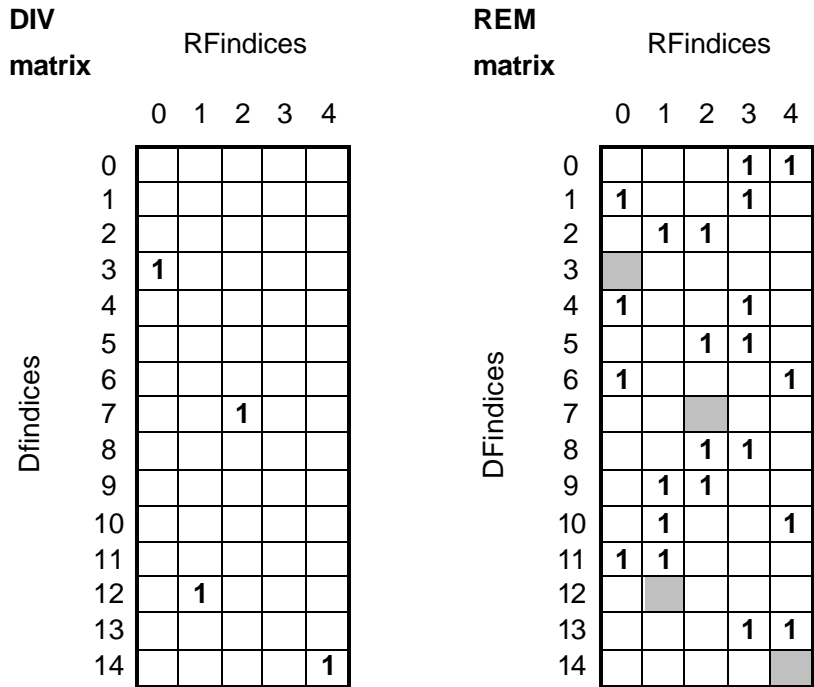 DIV matrix RFindices
0 1 2 3 4
Dfindices
0
1
2
3 1
4
5
6
7 1
8
9
10
11
12 1
13
14 1
REM matrix RFindices
0 1 2 3 4
DFindices
0 1 1
1 1 1
2 1 1
3
4 1 1
5 1 1
6 1 1
7
8 1 1
9 1 1
10 1 1
11 1 1
12
13 1 1
14